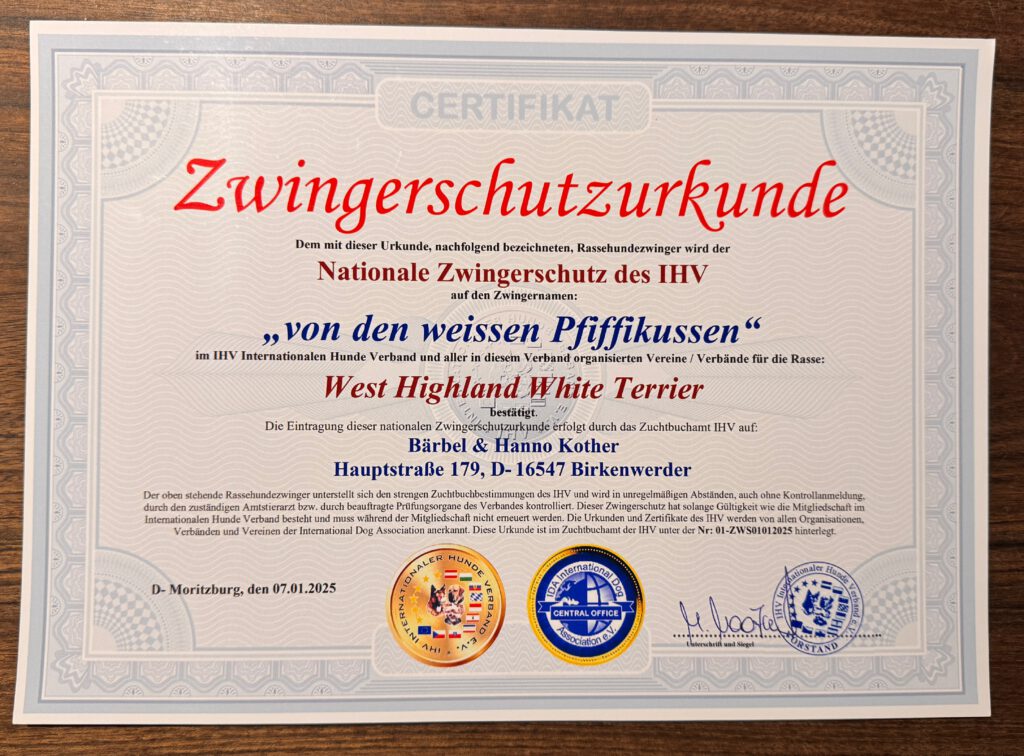 CERTIFIKAT
Zwingerschutzurkunde
Dem mit dieser Urkunde, nachfolgend bezeichneten, Rassehundezwinger wird der
Nationale Zwingerschutz des IHV
auf den Zwingernamen:
„von den weissen Pfiffikussen“
im IHV Internationalen Hunde Verband und aller in diesem Verband organisierten Vereine / Verbände für die Rasse:
West Highland White Terrier
bestätigt.
Die Eintragung dieser nationalen Zwingerschutzurkunde erfolgt durch das Zuchtbuchamt IHV auf:
Bärbel & Hanno Kother
Hauptstraße 179, D- 16547 Birkenwerder
Der oben stehende Rassehundezwinger unterstellt sich den strengen Zuchtbuchbestimmungen des IHV und wird in unregelmäßigen Abständen, auch ohne Kontrollanmeldung,
durch den zuständigen Amtstierarzt bzw. durch beauftragte Prüfungsorgane des Verbandes kontrolliert. Dieser Zwingerschutz hat solange Gültigkeit wie die Mitgliedschaft im
Internationalen Hunde Verband besteht und muss während der Mitgliedschaft nicht erneuert werden. Die Urkunden und Zertifikate des IHV werden von allen Organisationen,
Verbänden und Vereinen der International Dog Association anerkannt. Diese Urkunde ist im Zuchtbuchamt der IHV unter der Nr: 01-ZWS01012025 hinterlegt.
D- Moritzburg, den 07.01.2025
IHV INTERNATIONALER HUNDE VERBAND E.V.
IDA International Dog
CENTRAL OFFICE
Association e.V.
IHV Internationaler Hunde Verband e.V.
IHV
VORSTAND
Unterschrift und Siegel